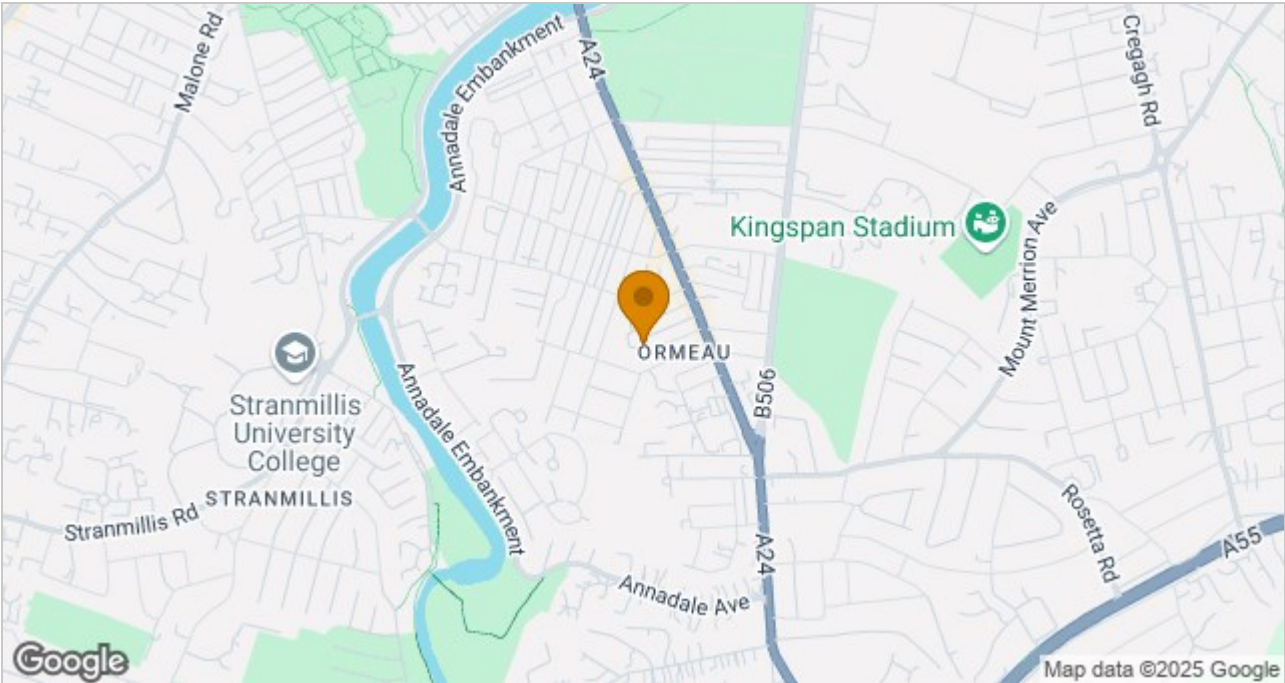 Malone Rd
Annadale Embankment
A24
Cregagh Rd
Kingspan Stadium
Mount Merrion Ave
ORMEAU
B506
Stranmillis
University
College
STRANMILLIS
Stranmillis Rd
Annadale Embankment
Rosetta Rd
A55
A24
Annadale Ave
Google
Map data ©2025 Google